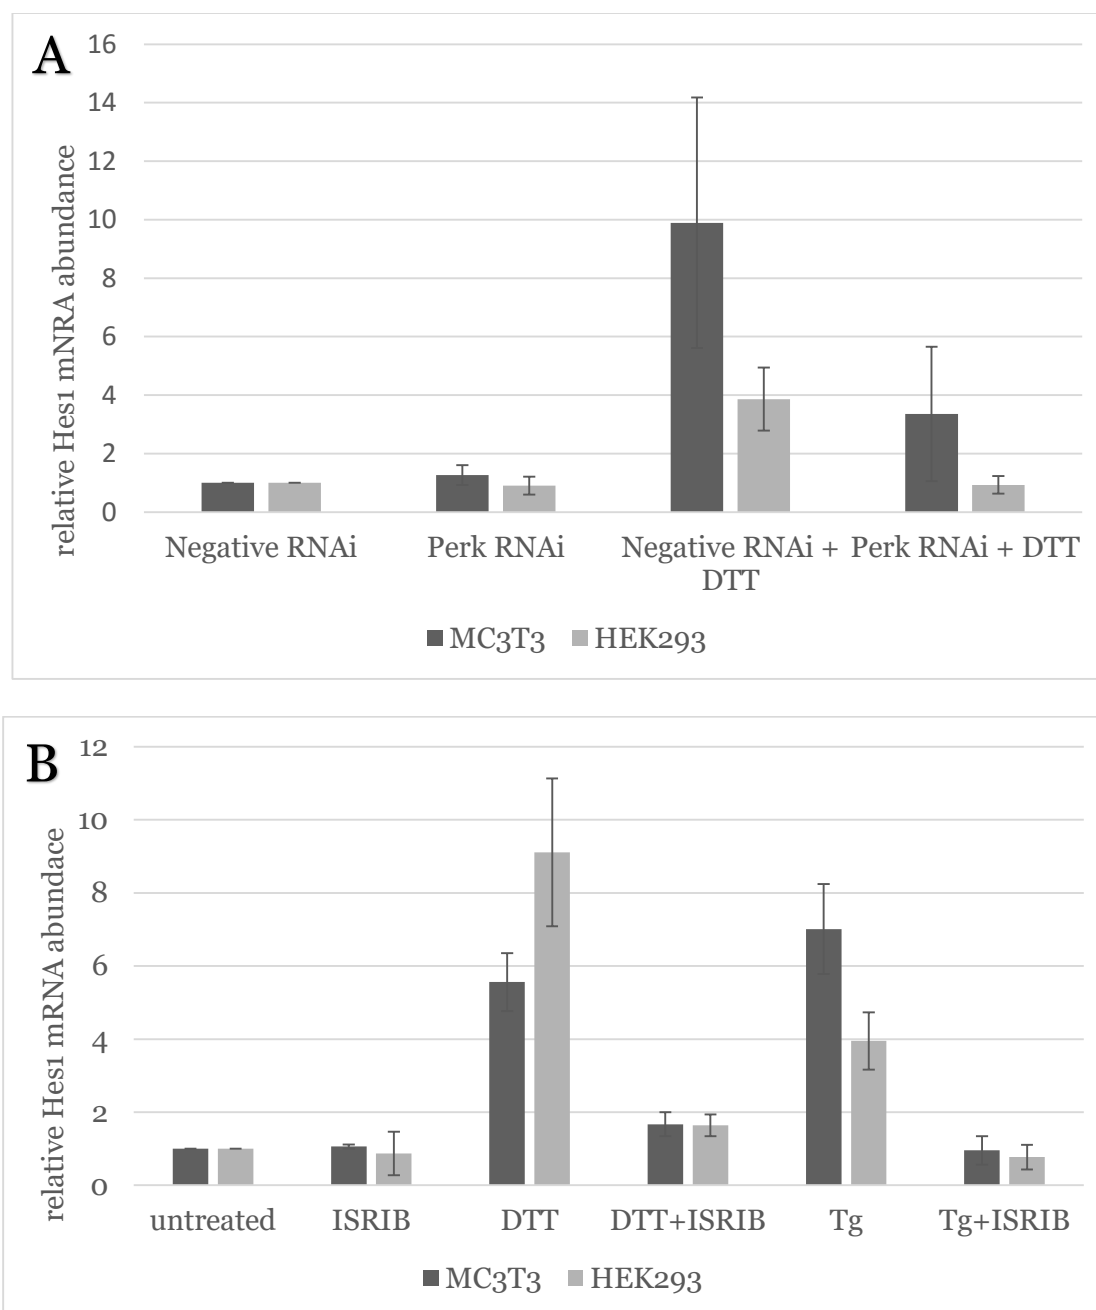 A
16
14
12
10
8
6
4
2
0
relative Hes1 mNRA abundance
Negative RNAi Perk RNAi Negative RNAi + Perk RNAi + DTT
DTT
MC3T3 HEK293
B
12
10
8
6
4
2
0
relative Hes1 mRNA abundace
untreated ISRIB DTT DTT+ISRIB Tg Tg+ISRIB
MC3T3 HEK293